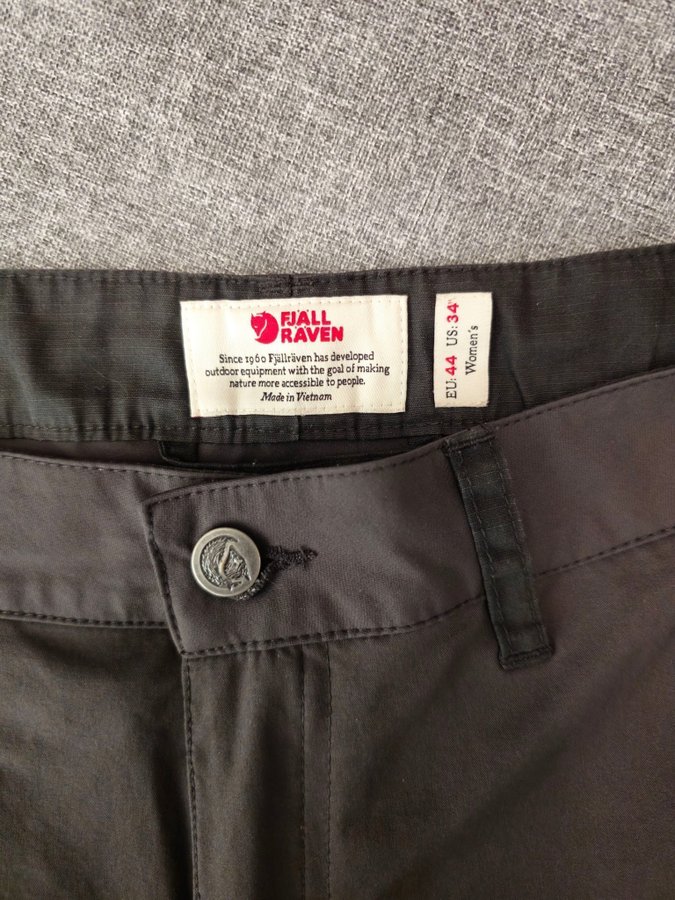 FJÄLL
RÄVEN
Since 1960 Fjällräven has developed
outdoor equipment with the goal of making
nature more accessible to people.
Made in Vietnam
EU: 44 US: 34"
Women's